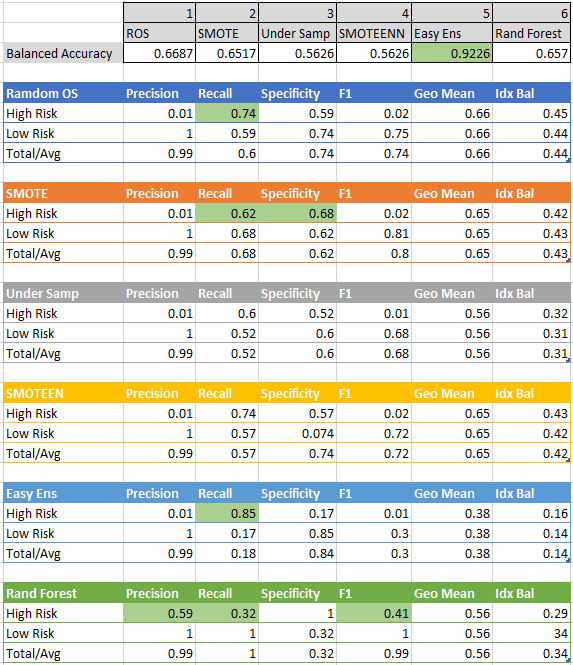 1 2 3 4 5 6
ROS SMOTE Under Samp SMOTEENN Easy Ens Rand Forest
Balanced Accuracy 0.6687 0.6517 0.5626 0.5626 0.9226 0.657
Ramdom OS Precision Recall Specificity F1 Geo Mean Idx Bal
High Risk 0.01 0.74 0.59 0.02 0.66 0.45
Low Risk 1 0.59 0.74 0.75 0.66 0.44
Total/Avg 0.99 0.6 0.74 0.74 0.66 0.44
SMOTE Precision Recall Specificity F1 Geo Mean Idx Bal
High Risk 0.01 0.62 0.68 0.02 0.65 0.42
Low Risk 1 0.68 0.62 0.81 0.65 0.43
Total/Avg 0.99 0.68 0.62 0.8 0.65 0.43
Under Samp Precision Recall Specificity F1 Geo Mean Idx Bal
High Risk 0.01 0.6 0.52 0.01 0.56 0.32
Low Risk 1 0.52 0.6 0.68 0.56 0.31
Total/Avg 0.99 0.52 0.6 0.68 0.56 0.31
SMOTEEN Precision Recall Specificity F1 Geo Mean Idx Bal
High Risk 0.01 0.74 0.57 0.02 0.65 0.43
Low Risk 1 0.57 0.074 0.72 0.65 0.42
Total/Avg 0.99 0.57 0.74 0.72 0.65 0.42
Easy Ens Precision Recall Specificity F1 Geo Mean Idx Bal
High Risk 0.01 0.85 0.17 0.01 0.38 0.16
Low Risk 1 0.17 0.85 0.3 0.38 0.14
Total/Avg 0.99 0.18 0.84 0.3 0.38 0.14
Rand Forest Precision Recall Specificity F1 Geo Mean Idx Bal
High Risk 0.59 0.32 1 0.41 0.56 0.29
Low Risk 1 1 0.32 1 0.56 34
Total/Avg 0.99 1 0.32 0.99 0.56 0.34